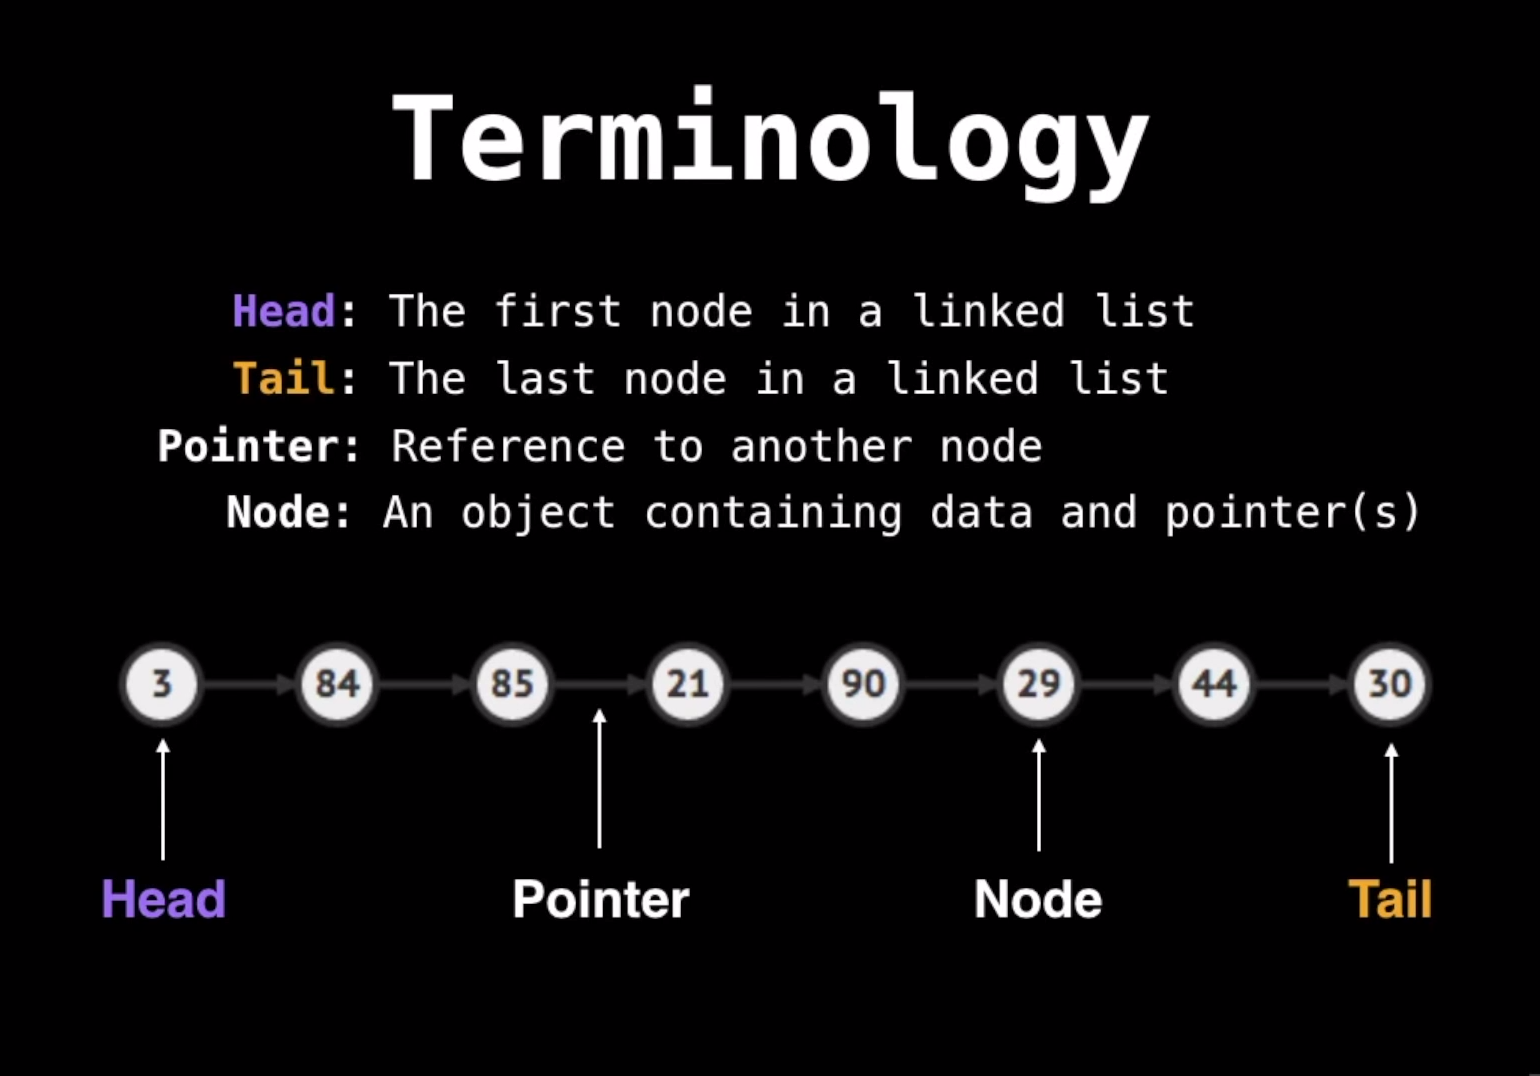 Terminology
Head: The first node in a linked list
Tail: The last node in a linked list
Pointer: Reference to another node
Node: An object containing data and pointer(s)
3 84 85 21 90 29 44 30
Head Pointer Node Tail